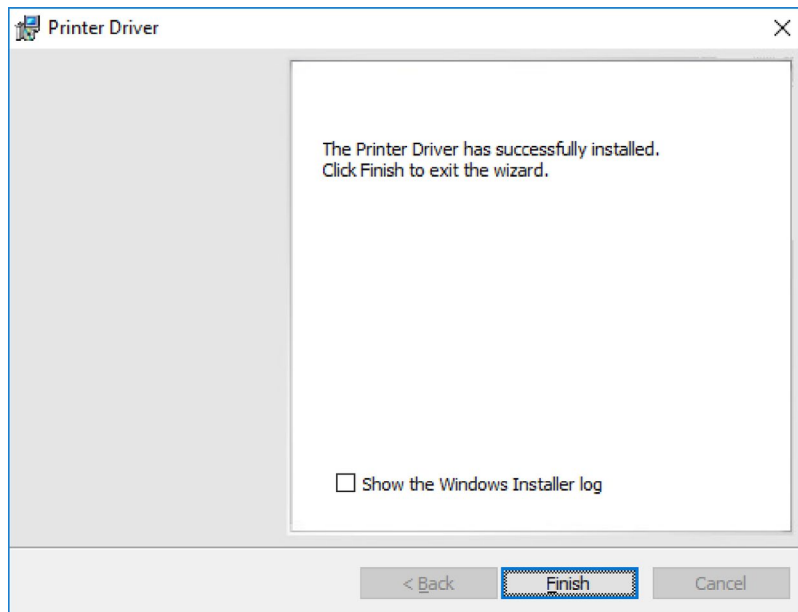 Printer Driver
The Printer Driver has successfully installed.
Click Finish to exit the wizard.
Show the Windows Installer log
< Back
Finish
Cancel